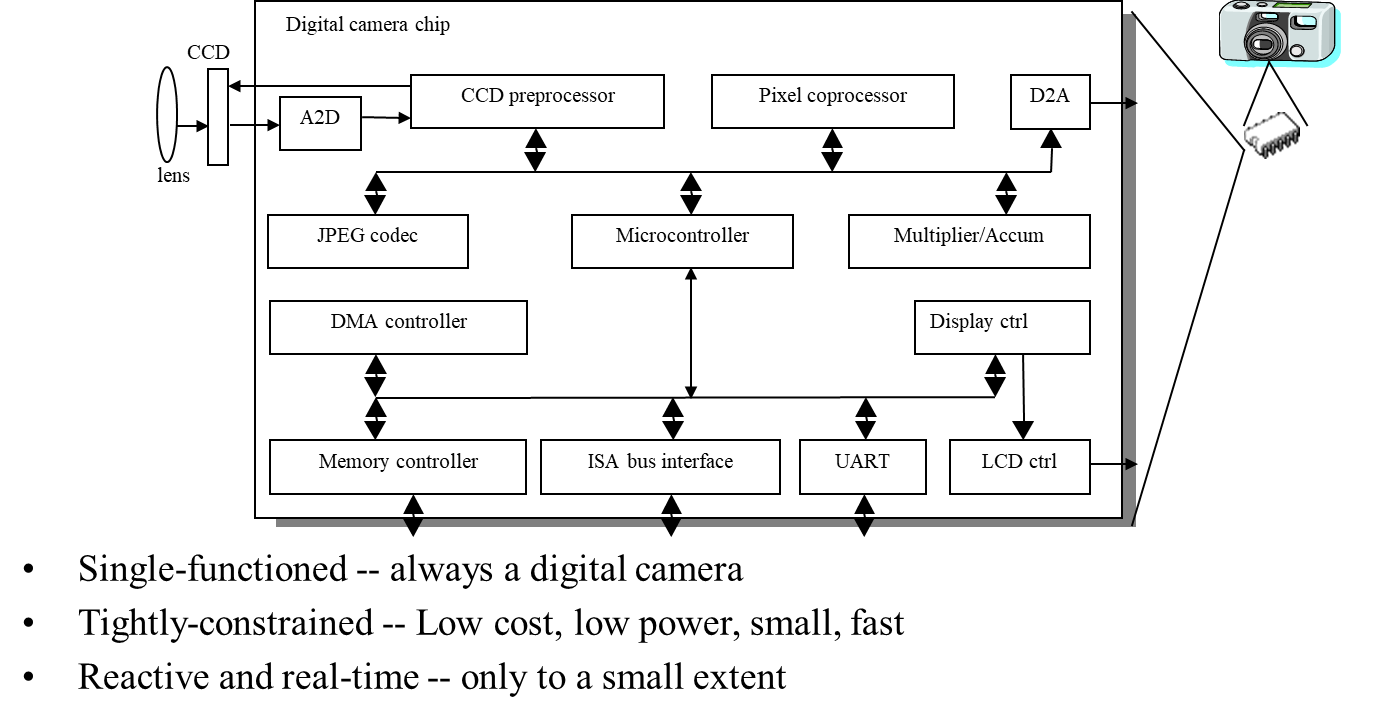 Digital camera chip
CCD
lens
A2D
CCD preprocessor
Pixel coprocessor
D2A
JPEG codec
Microcontroller
Multiplier/Accum
DMA controller
Display ctrl
Memory controller
ISA bus interface
UART
LCD ctrl
• Single-functioned -- always a digital camera
• Tightly-constrained -- Low cost, low power, small, fast
• Reactive and real-time -- only to a small extent